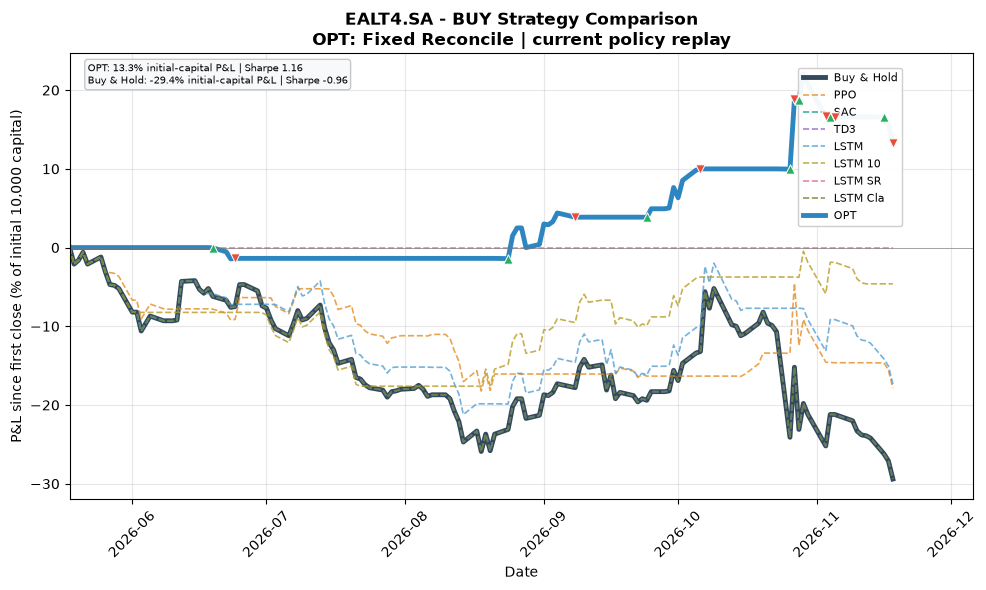 EALT4.SA - BUY Strategy Comparison
OPT: Fixed Reconcile | current policy replay
OPT: 13.3% initial-capital P&L | Sharpe 1.16
Buy & Hold: -29.4% initial-capital P&L | Sharpe -0.96
Buy & Hold
PPO
SAC
TD3
LSTM
LSTM 10
LSTM SR
LSTM Cla
OPT
P&L since first close (% of initial 10,000 capital)
20
10
0
−10
−20
−30
2026-06
2026-07
2026-08
2026-09
2026-10
2026-11
2026-12
Date